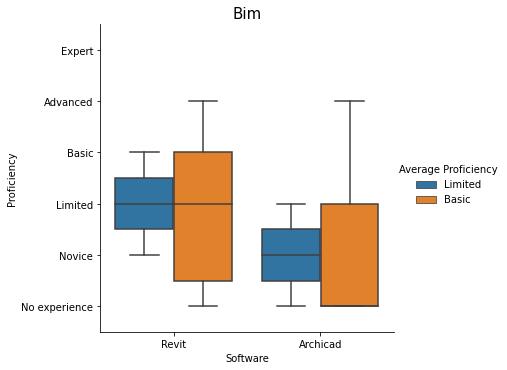 Bim
Expert
Advanced
Basic
Limited
Novice
No experience
Proficiency
Revit
Archicad
Software
Average Proficiency
Limited
Basic